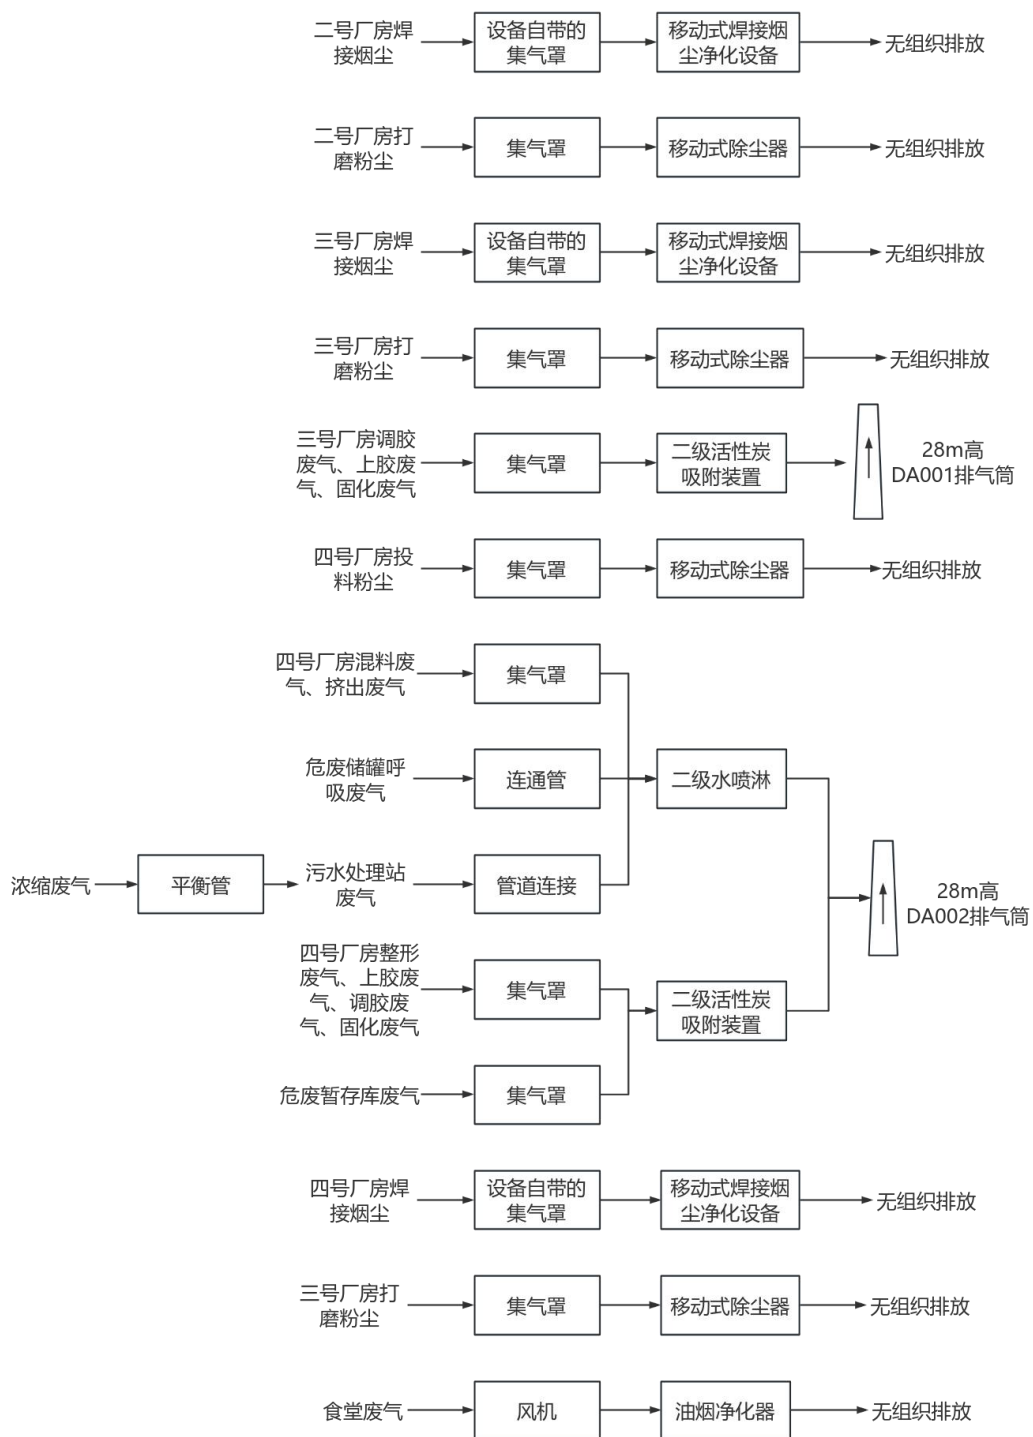 二号厂房焊
接烟尘
设备自带的
集气罩
移动式焊接烟
尘净化设备
无组织排放
二号厂房打
磨粉尘
集气罩
移动式除尘器
无组织排放
三号厂房焊
接烟尘
设备自带的
集气罩
移动式焊接烟
尘净化设备
无组织排放
三号厂房打
磨粉尘
集气罩
移动式除尘器
无组织排放
三号厂房调胶
废气、上胶废
气、固化废气
集气罩
二级活性炭
吸附装置
28m高
DA001排气筒
四号厂房投
料粉尘
集气罩
移动式除尘器
无组织排放
四号厂房混料废
气、挤出废气
集气罩
危废储罐呼
吸废气
连通管
二级水喷淋
浓缩废气
平衡管
污水处理站
废气
管道连接
28m高
DA002排气筒
四号厂房整形
废气、上胶废
气、调胶废
气、固化废气
集气罩
二级活性炭
吸附装置
危废暂存库废气
集气罩
四号厂房焊
接烟尘
设备自带的
集气罩
移动式焊接烟
尘净化设备
无组织排放
三号厂房打
磨粉尘
集气罩
移动式除尘器
无组织排放
食堂废气
风机
油烟净化器
无组织排放